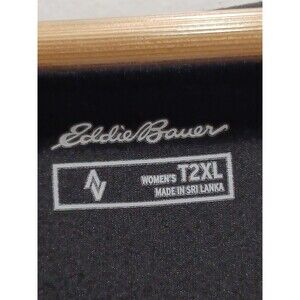 Eddie Bauer
WOMEN'S T2XL
MADE IN SRI LANKA